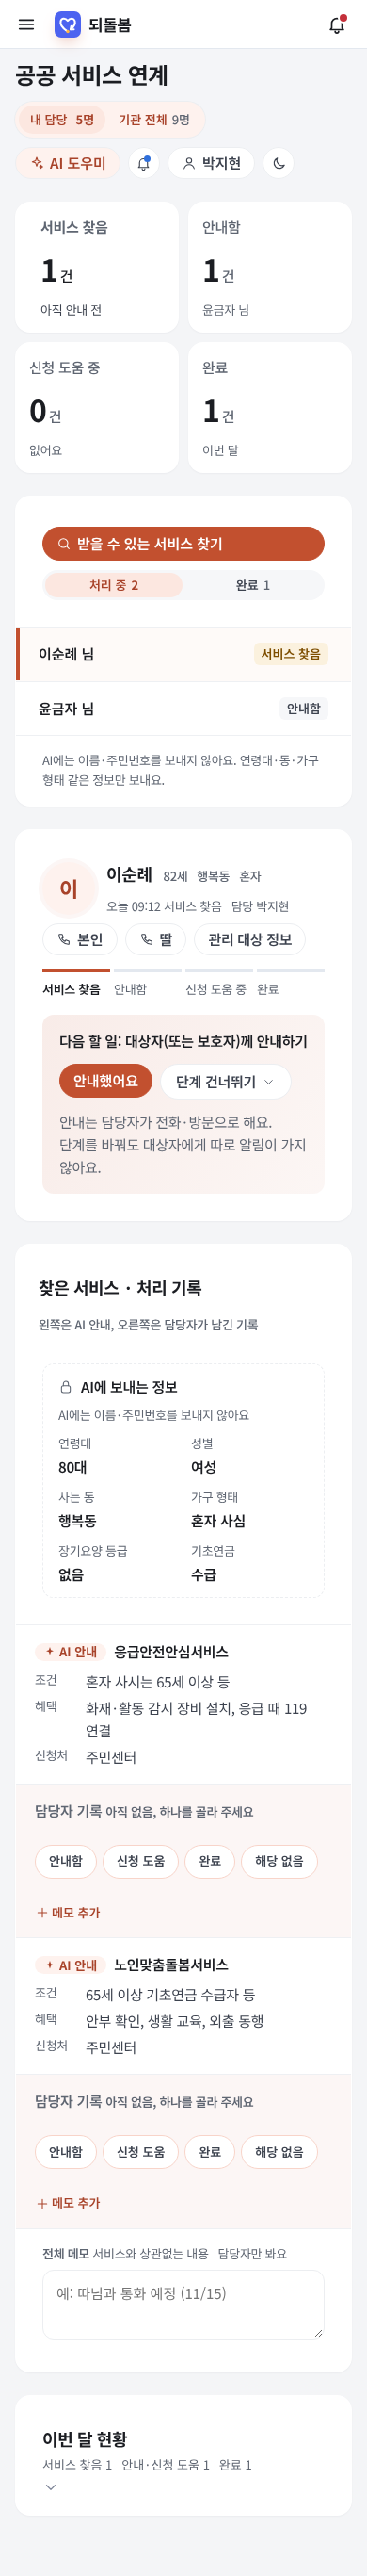 되돌봄
공공 서비스 연계
내 담당 5명 기관 전체 9명
AI 도우미 박지현
서비스 찾음
1건
아직 안내 전
안내함
1건
윤금자 님
신청 도움 중
0건
없어요
완료
1건
이번 달
받을 수 있는 서비스 찾기
처리 중 2 완료 1
이순례 님 서비스 찾음
윤금자 님 안내함
AI에는 이름·주민번호를 보내지 않아요. 연령대·동·가구
형태 같은 정보만 보내요.
이
이순례 82세 행복동 혼자
오늘 09:12 서비스 찾음 담당 박지현
본인 딸 관리 대상 정보
서비스 찾음 안내함 신청 도움 중 완료
다음 할 일: 대상자(또는 보호자)께 안내하기
안내했어요 단계 건너뛰기
안내는 담당자가 전화·방문으로 해요.
단계를 바꿔도 대상자에게 따로 알림이 가지
않아요.
찾은 서비스 · 처리 기록
왼쪽은 AI 안내, 오른쪽은 담당자가 남긴 기록
AI에 보내는 정보
AI에는 이름·주민번호를 보내지 않아요
연령대 성별
80대 여성
사는 동 가구 형태
행복동 혼자 사심
장기요양 등급 기초연금
없음 수급
AI 안내 응급안전안심서비스
조건 혼자 사시는 65세 이상 등
혜택 화재·활동 감지 장비 설치, 응급 때 119
연결
신청처 주민센터
담당자 기록 아직 없음, 하나를 골라 주세요
안내함 신청 도움 완료 해당 없음
+ 메모 추가
AI 안내 노인맞춤돌봄서비스
조건 65세 이상 기초연금 수급자 등
혜택 안부 확인, 생활 교육, 외출 동행
신청처 주민센터
담당자 기록 아직 없음, 하나를 골라 주세요
안내함 신청 도움 완료 해당 없음
+ 메모 추가
전체 메모 서비스와 상관없는 내용 담당자만 봐요
예: 따님과 통화 예정 (11/15)
이번 달 현황
서비스 찾음 1 안내·신청 도움 1 완료 1